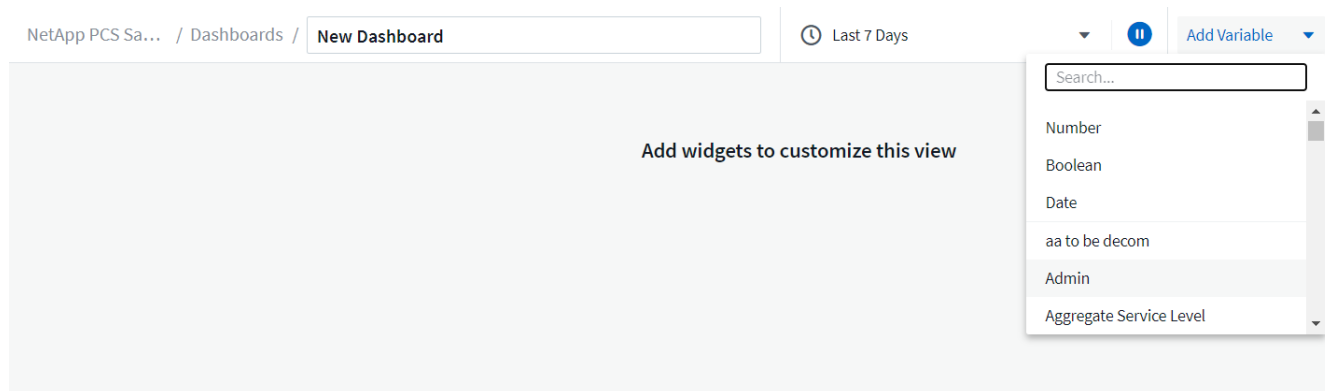 NetApp PCS Sa... / Dashboards / New Dashboard Last 7 Days Add Variable
Search...
Number
Add widgets to customize this view
Boolean
Date
aa to be decom
Admin
Aggregate Service Level